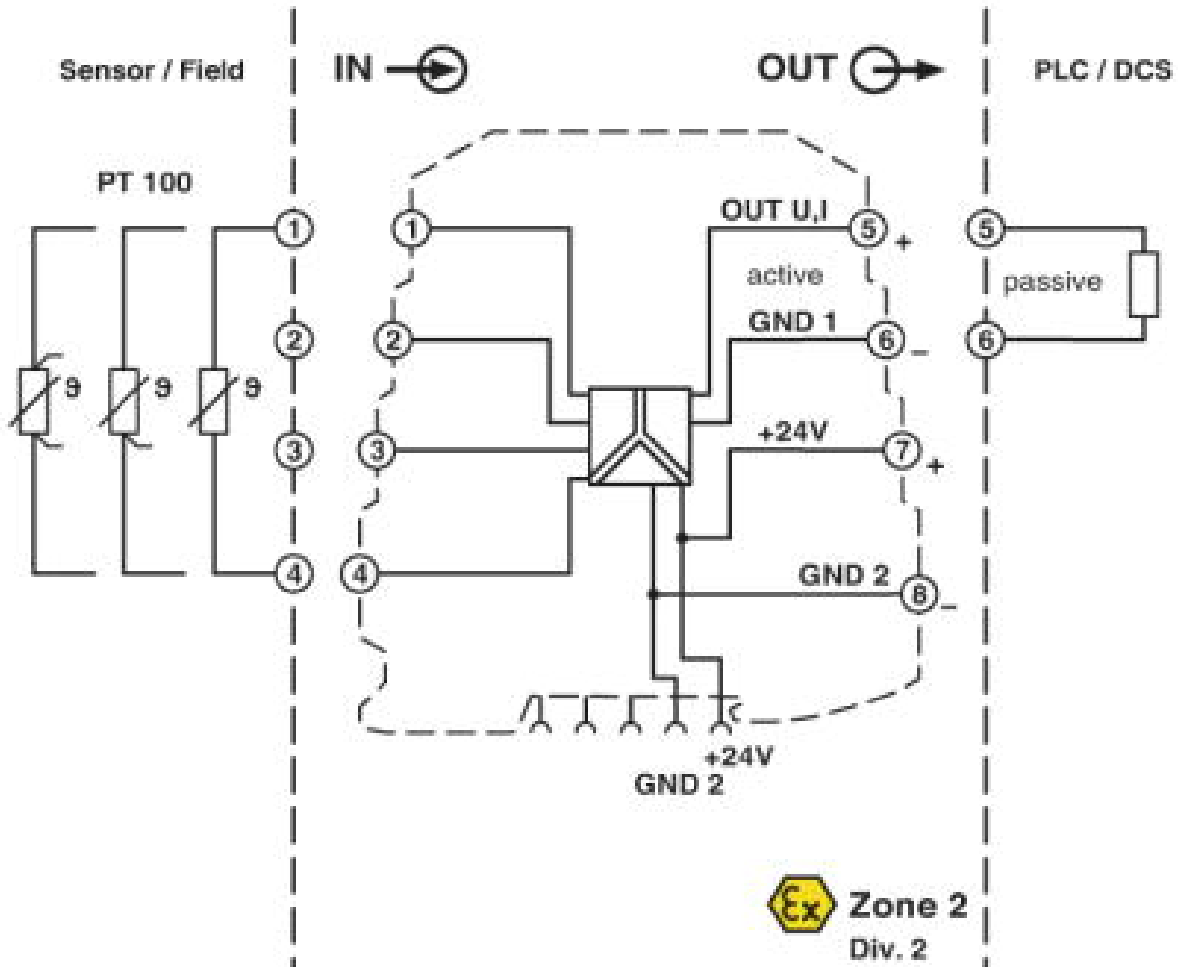 Sensor / Field
IN
OUT
PLC / DCS
PT 100
1
1
OUT U,I
5
+
5
active
passive
2
2
GND 1
6
–
6
ϑ
ϑ
ϑ
3
3
+24V
7
+
4
4
GND 2
8
–
+24V
GND 2
Ex
Zone 2
Div. 2